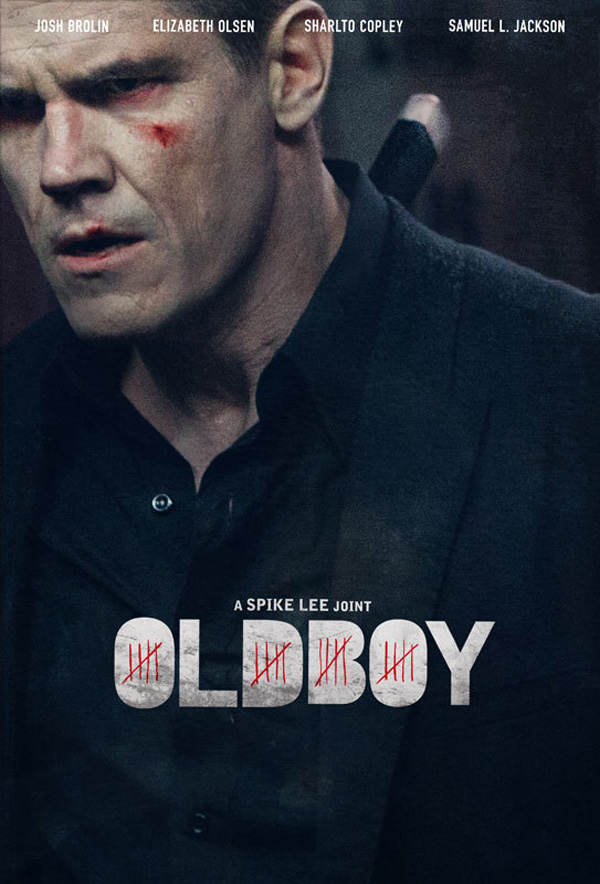 JOSH BROLIN ELIZABETH OLSEN SHARLTO COPLEY SAMUEL L. JACKSON
A SPIKE LEE JOINT
OLDBOY